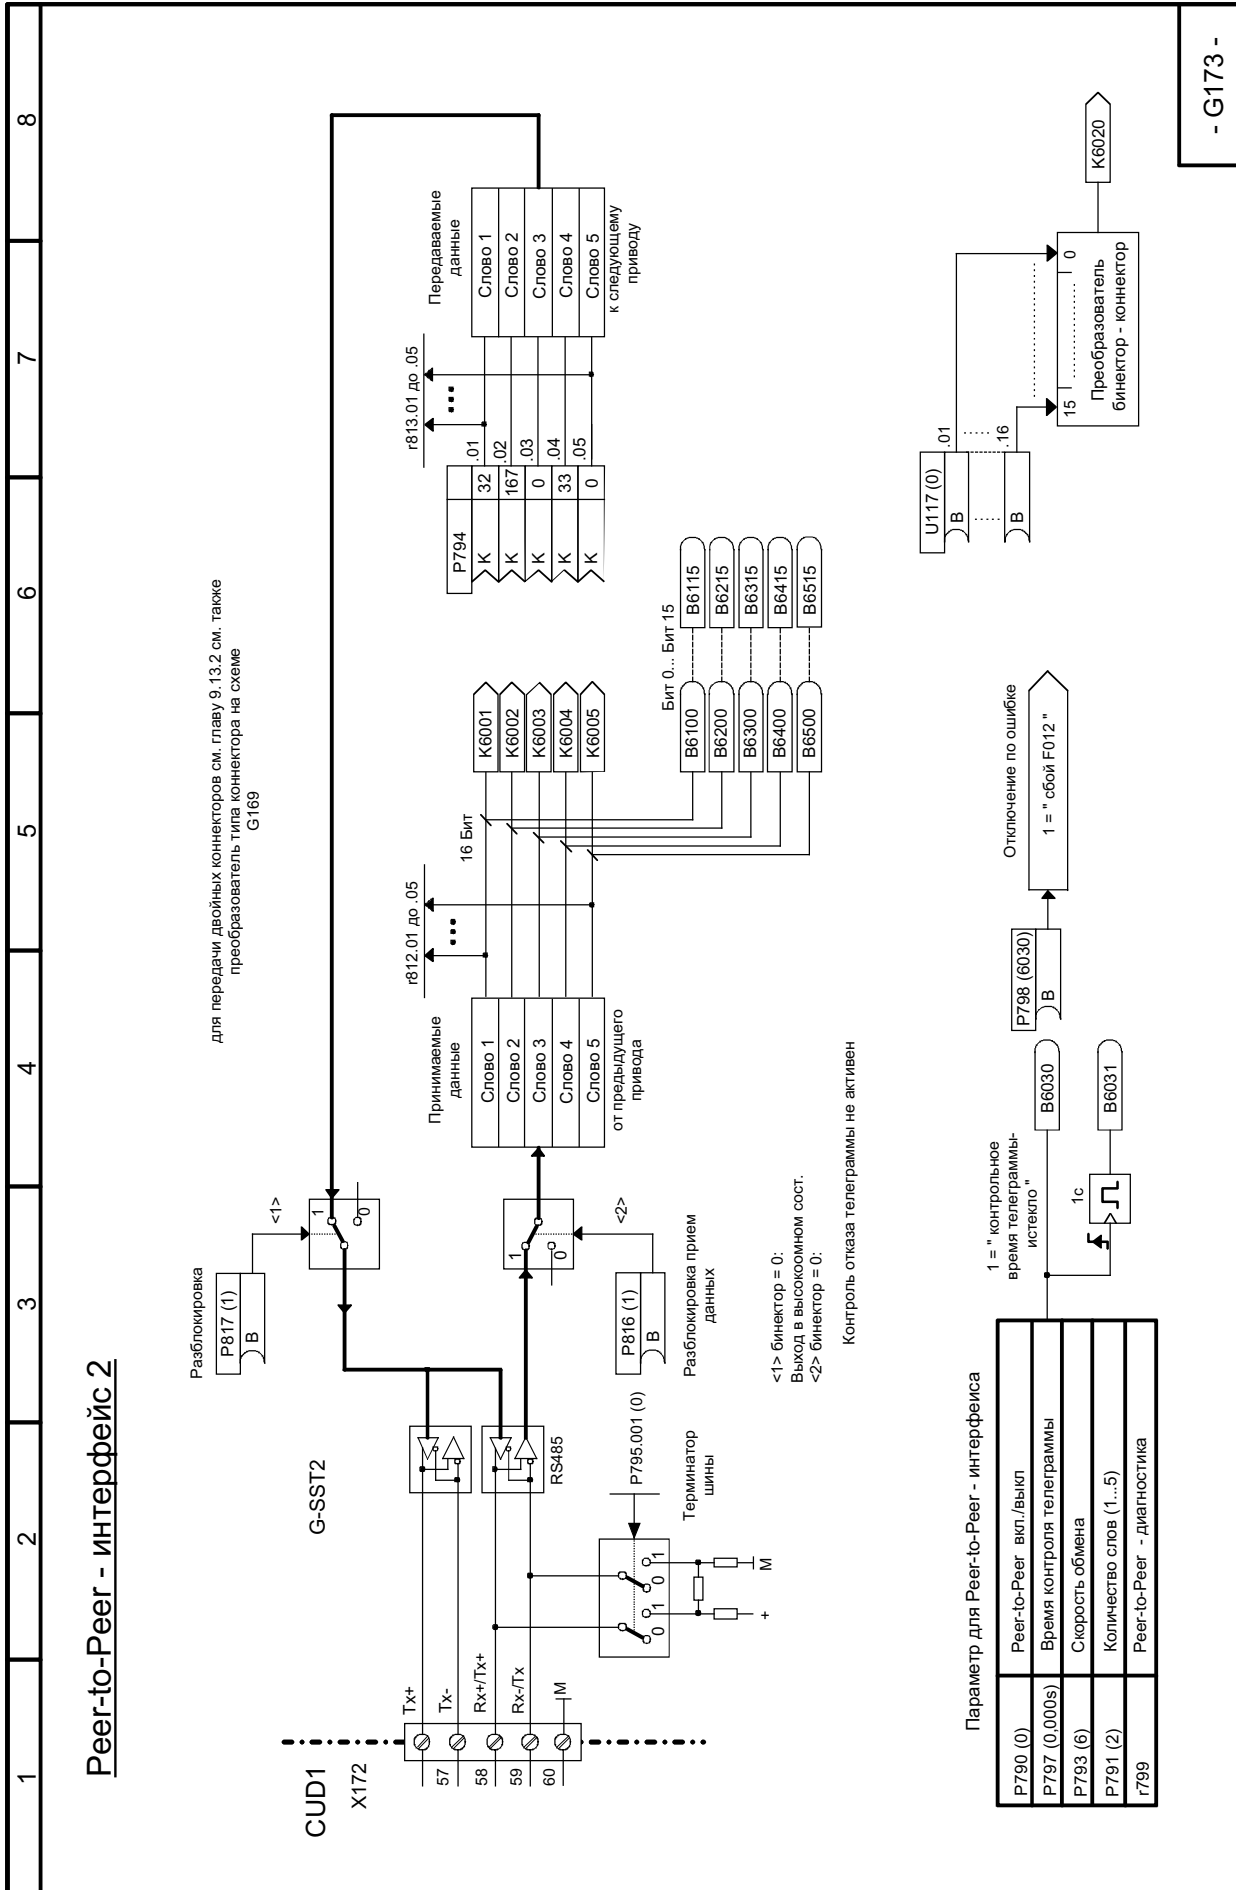 1 2 3 4 5 6 7 8
Peer-to-Peer - интерфейс 2
для передачи двойных коннекторов см. главу 9.13.2 см. также
преобразователь типа коннектора на схеме
G169
Разблокировка
P817 (1)
B
<1>
1
0
CUD1
X172
G-SST2
Tx+
57
Tx-
58
Rx+/Tx+
59
Rx-/Tx
60
M
RS485
1
0
<2>
P816 (1)
B
Разблокировка прием
данных
P795.001 (0)
Терминатор
шины
0 1 0 1
+
M
<1> бинектор = 0:
Выход в высокоомном сост.
<2> бинектор = 0:
Контроль отказа телеграммы не активен
Принимаемые
данные
Слово 1
Слово 2
Слово 3
Слово 4
Слово 5
от предыдущего
привода
r812.01 до .05
16 Бит
K6001
K6002
K6003
K6004
K6005
Бит 0... Бит 15
B6100 B6115
B6200 B6215
B6300 B6315
B6400 B6415
B6500 B6515
P794
K 32 .01
K 167 .02
K 0 .03
K 33 .04
K 0 .05
r813.01 до .05
Передаваемые
данные
Слово 1
Слово 2
Слово 3
Слово 4
Слово 5
к следующему
приводу
Параметр для Peer-to-Peer - интерфейса
P790 (0) Peer-to-Peer вкл./выкл
P797 (0,000s) Время контроля телеграммы
P793 (6) Скорость обмена
P791 (2) Количество слов (1...5)
r799 Peer-to-Peer - диагностика
1 = " контрольное
время телеграммы-
истекло "
1c
B6030
B6031
P798 (6030)
B
Отключение по ошибке
1 = " сбой F012 "
U117 (0)
B .01
B .16
15 0
Преобразователь
бинектор - коннектор
K6020
- G173 -